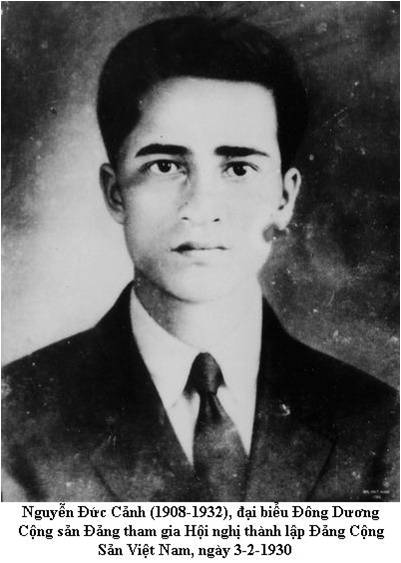 Nguyễn Đức Cảnh (1908-1932), đại biểu Đông Dương
Cộng sản Đảng tham gia Hội nghị thành lập Đảng Cộng
Sản Việt Nam, ngày 3-2-1930